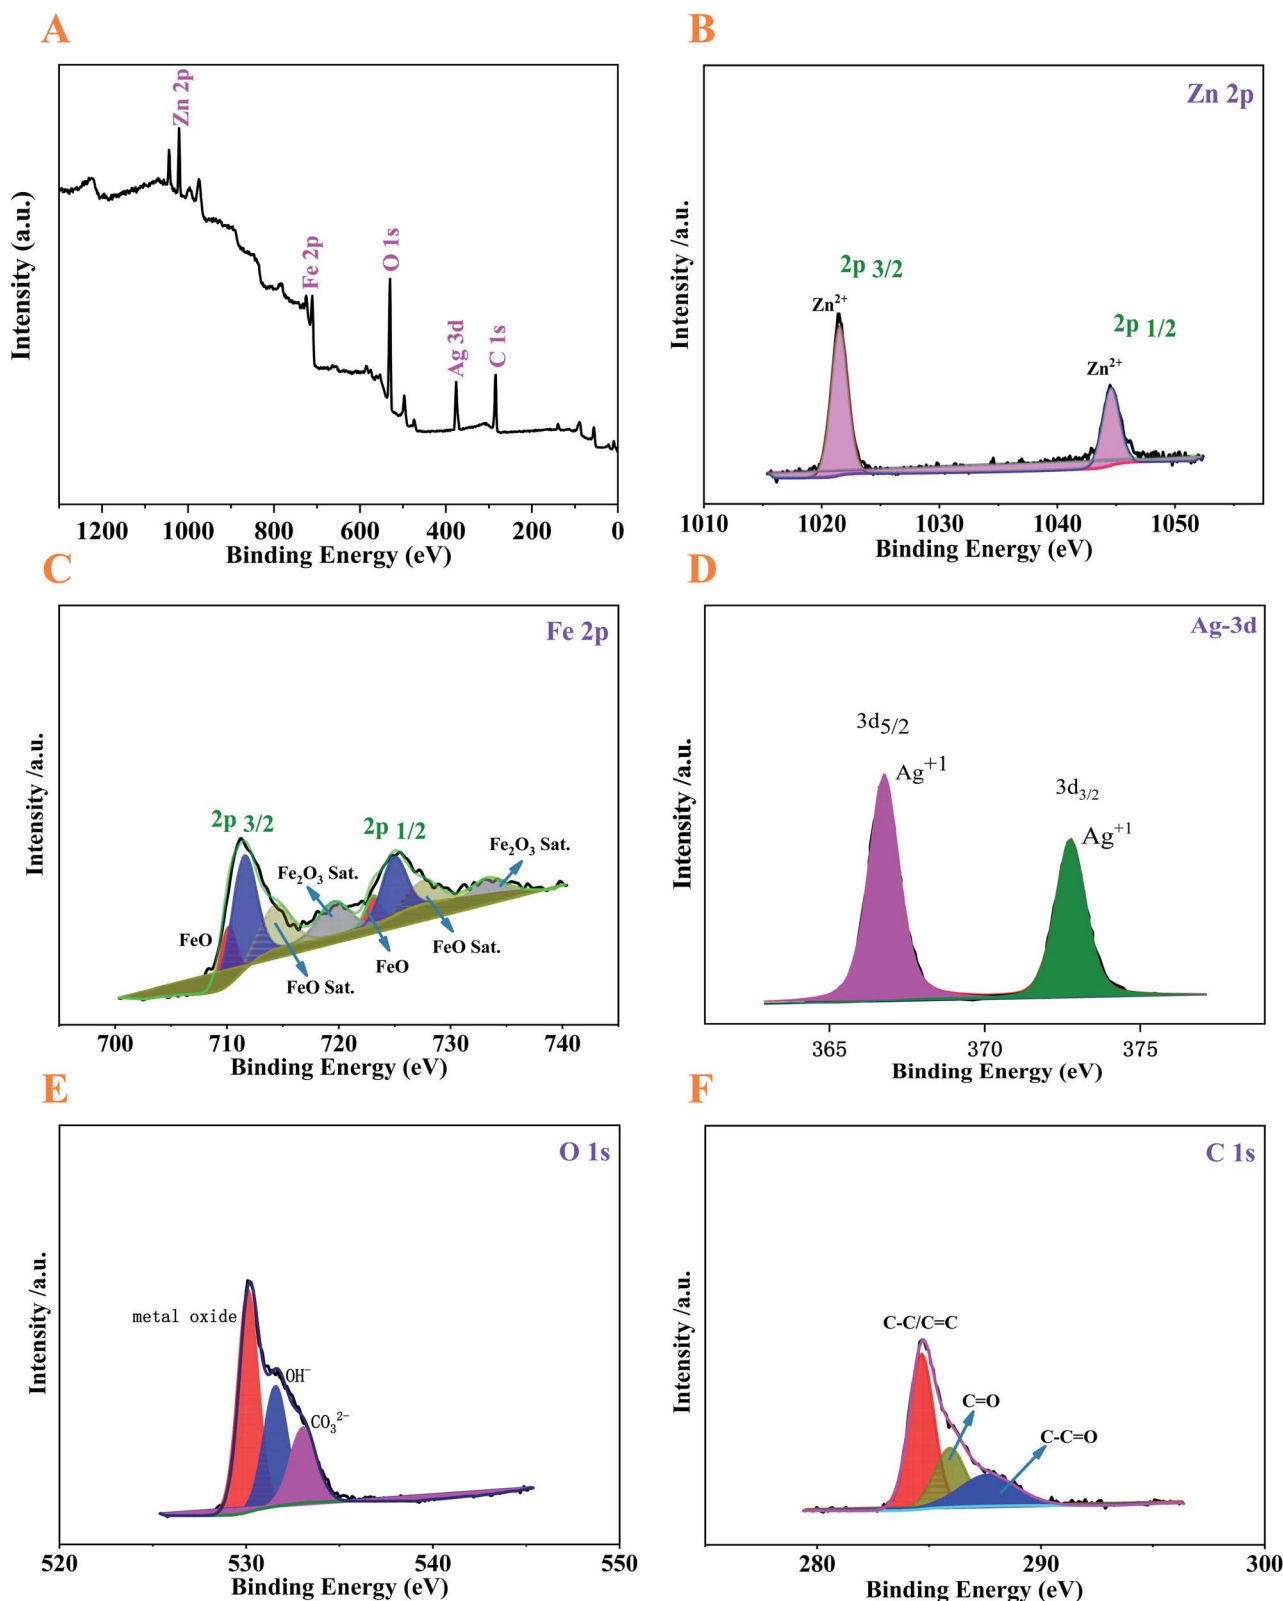 A
Zn 2p
Fe 2p
O 1s
Ag 3d
C 1s
Intensity (a.u.)
1200 1000 800 600 400 200 0
Binding Energy (eV)
B
Zn 2p
2p 3/2
Zn2+
2p 1/2
Zn2+
Intensity /a.u.
1010 1020 1030 1040 1050
Binding Energy (eV)
C
Fe 2p
2p 3/2
2p 1/2
Fe2O3 Sat.
Fe2O3 Sat.
FeO
FeO Sat.
FeO
FeO Sat.
Intensity /a.u.
700 710 720 730 740
Binding Energy (eV)
D
Ag-3d
3d5/2
Ag+1
3d3/2
Ag+1
Intensity /a.u.
365 370 375
Binding Energy (eV)
E
O 1s
metal oxide
OH−
CO3 2−
Intensity /a.u.
520 530 540 550
Binding Energy (eV)
F
C 1s
C-C/C=C
C=O
C-C=O
Intensity /a.u.
280 290 300
Binding Energy (eV)